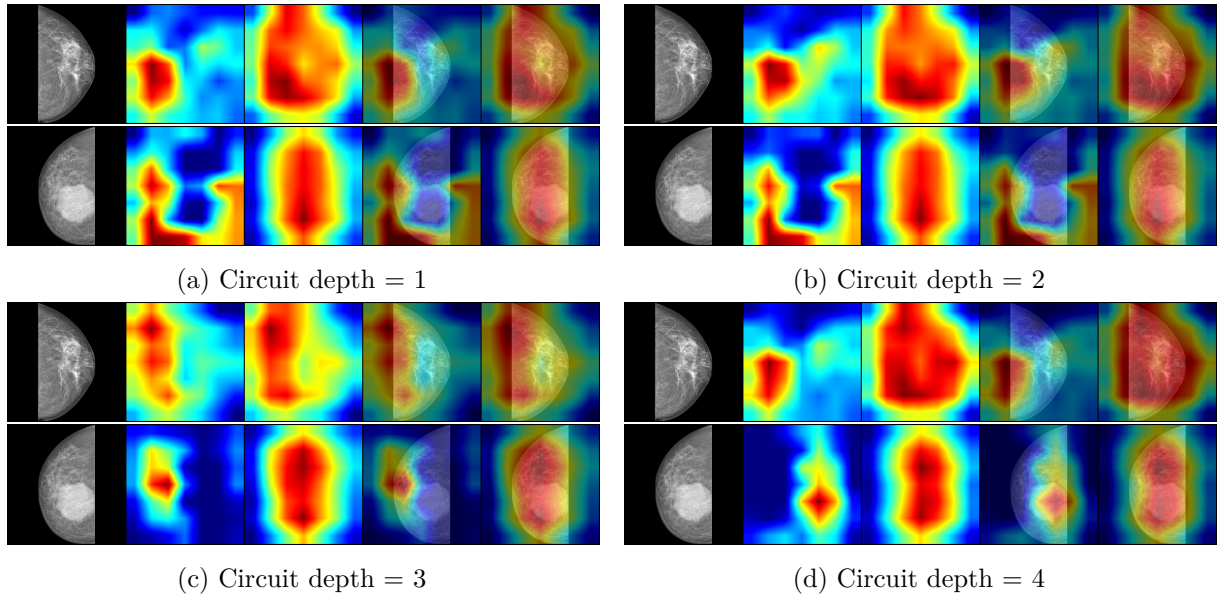 (a) Circuit depth = 1
(b) Circuit depth = 2
(c) Circuit depth = 3
(d) Circuit depth = 4